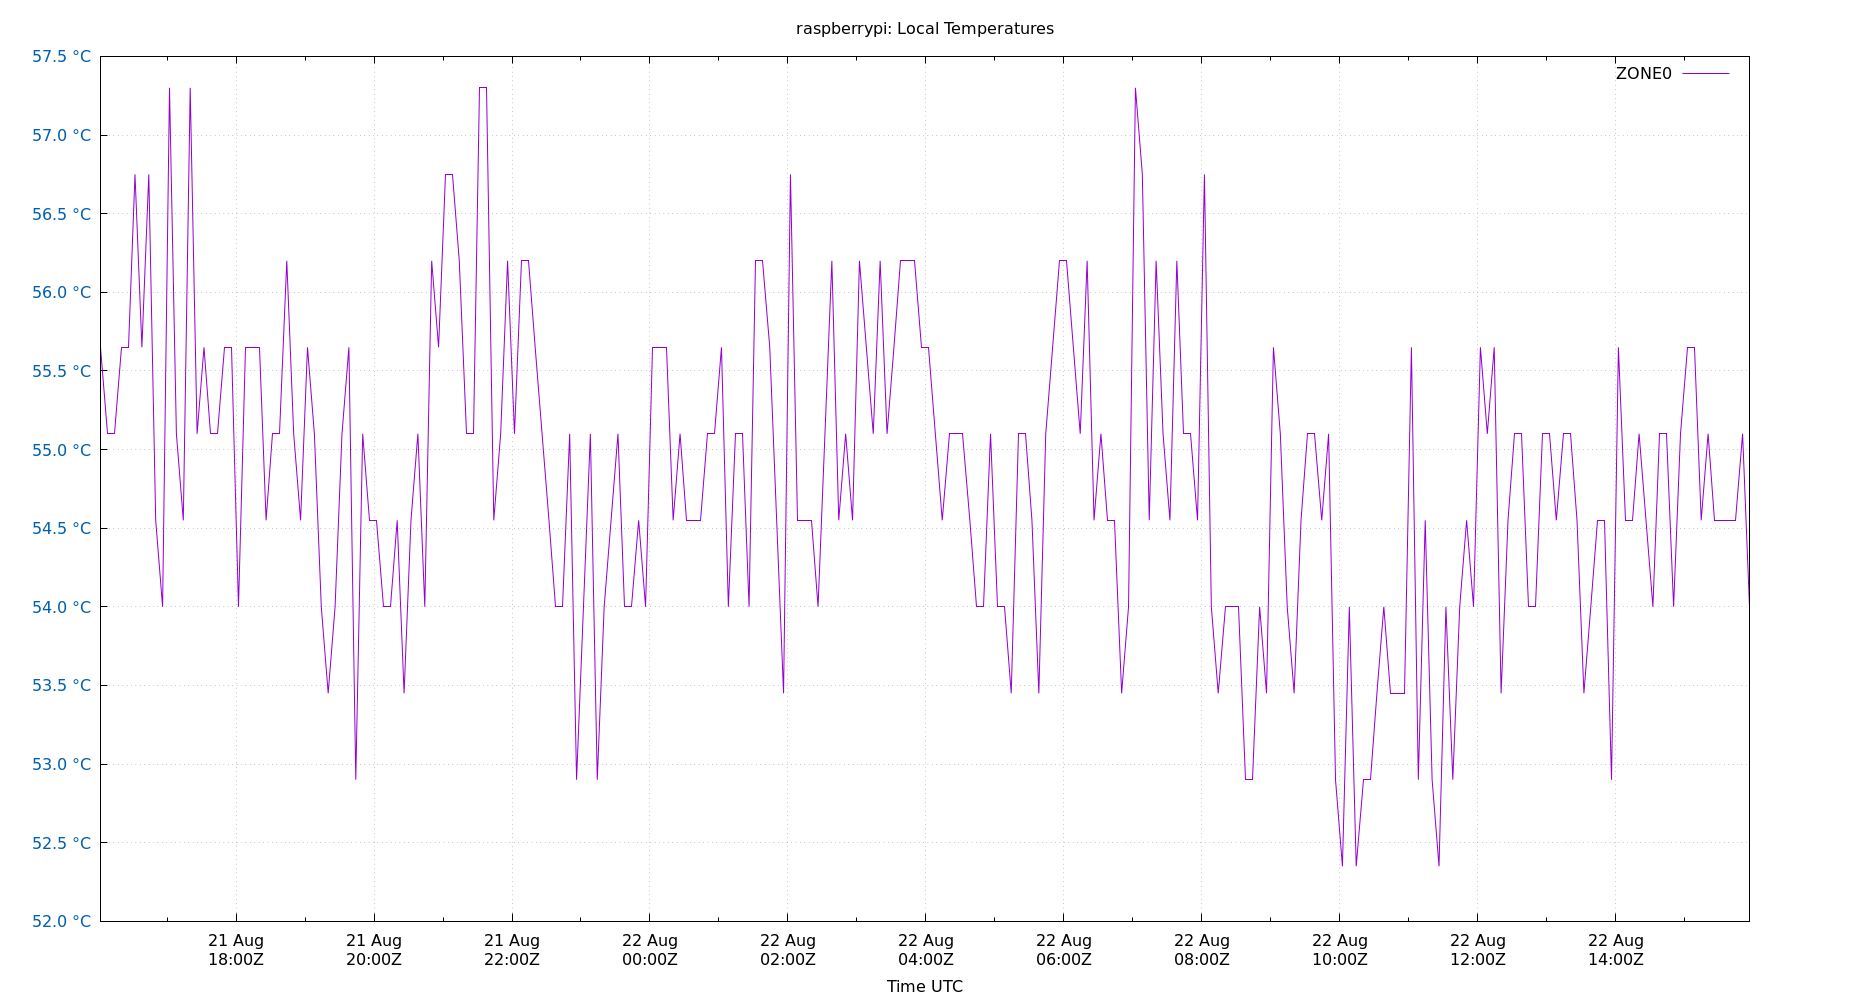 raspberrypi: Local Temperatures
57.5 °C
57.0 °C
56.5 °C
56.0 °C
55.5 °C
55.0 °C
54.5 °C
54.0 °C
53.5 °C
53.0 °C
52.5 °C
52.0 °C
ZONE0
21 Aug 21 Aug 21 Aug 22 Aug 22 Aug 22 Aug 22 Aug 22 Aug 22 Aug 22 Aug 22 Aug
18:00Z 20:00Z 22:00Z 00:00Z 02:00Z 04:00Z 06:00Z 08:00Z 10:00Z 12:00Z 14:00Z
Time UTC